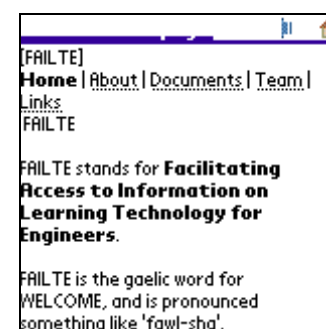 [FAILTE]
Home | About | Documents | Team |
Links
FAILTE
FAILTE stands for Facilitating
Access to Information on
Learning Technology for
Engineers.
FAILTE is the gaelic word for
WELCOME, and is pronounced
something like 'fawl-sha'.